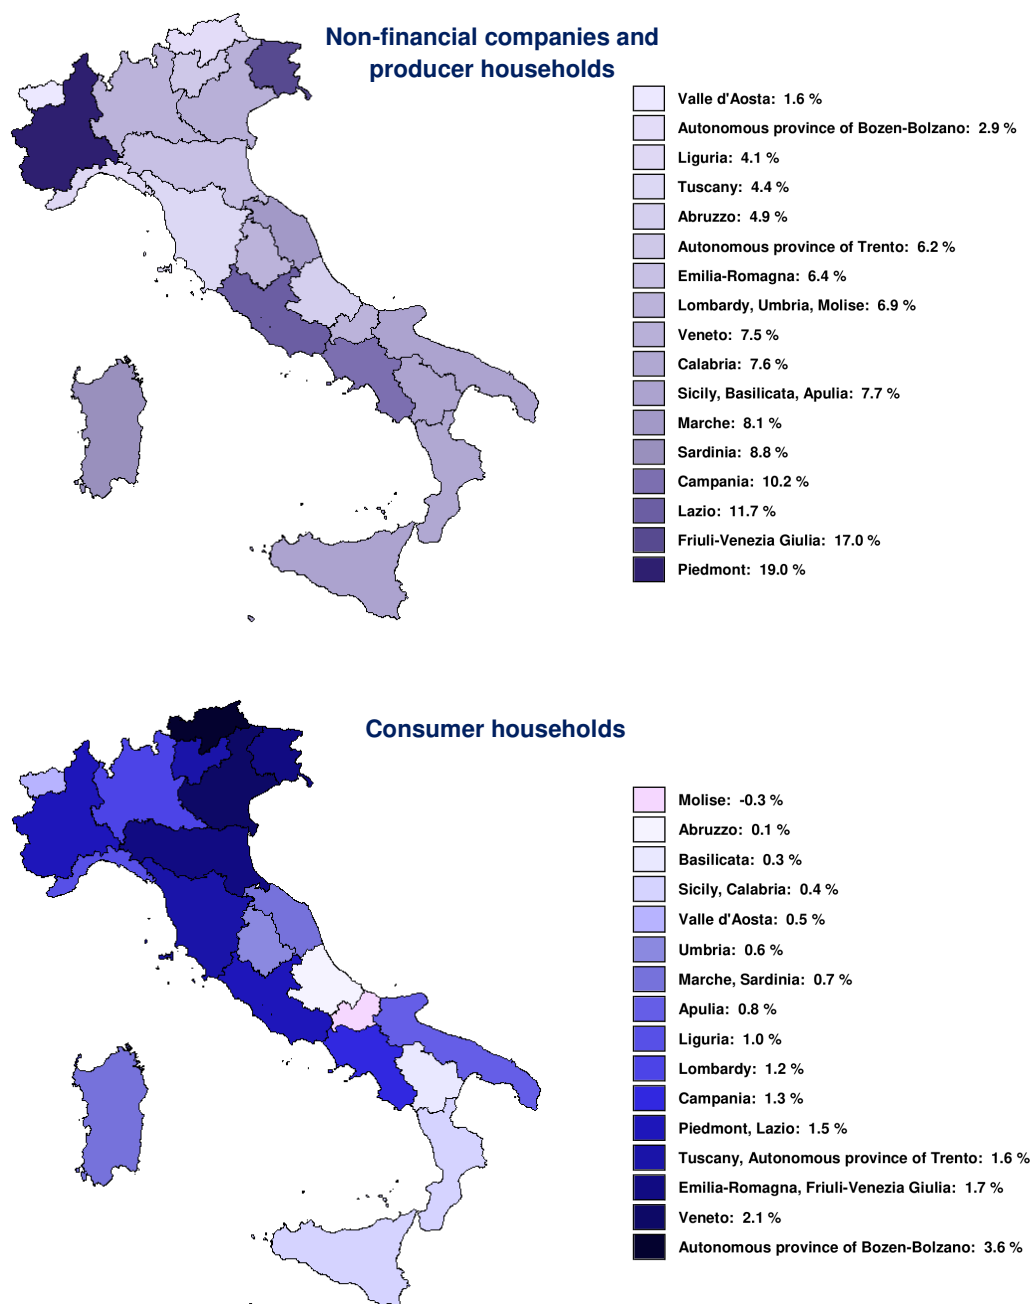 Non-financial companies and
producer households
Valle d'Aosta: 1.6 %
Autonomous province of Bozen-Bolzano: 2.9 %
Liguria: 4.1 %
Tuscany: 4.4 %
Abruzzo: 4.9 %
Autonomous province of Trento: 6.2 %
Emilia-Romagna: 6.4 %
Lombardy, Umbria, Molise: 6.9 %
Veneto: 7.5 %
Calabria: 7.6 %
Sicily, Basilicata, Apulia: 7.7 %
Marche: 8.1 %
Sardinia: 8.8 %
Campania: 10.2 %
Lazio: 11.7 %
Friuli-Venezia Giulia: 17.0 %
Piedmont: 19.0 %
Consumer households
Molise: -0.3 %
Abruzzo: 0.1 %
Basilicata: 0.3 %
Sicily, Calabria: 0.4 %
Valle d'Aosta: 0.5 %
Umbria: 0.6 %
Marche, Sardinia: 0.7 %
Apulia: 0.8 %
Liguria: 1.0 %
Lombardy: 1.2 %
Campania: 1.3 %
Piedmont, Lazio: 1.5 %
Tuscany, Autonomous province of Trento: 1.6 %
Emilia-Romagna, Friuli-Venezia Giulia: 1.7 %
Veneto: 2.1 %
Autonomous province of Bozen-Bolzano: 3.6 %